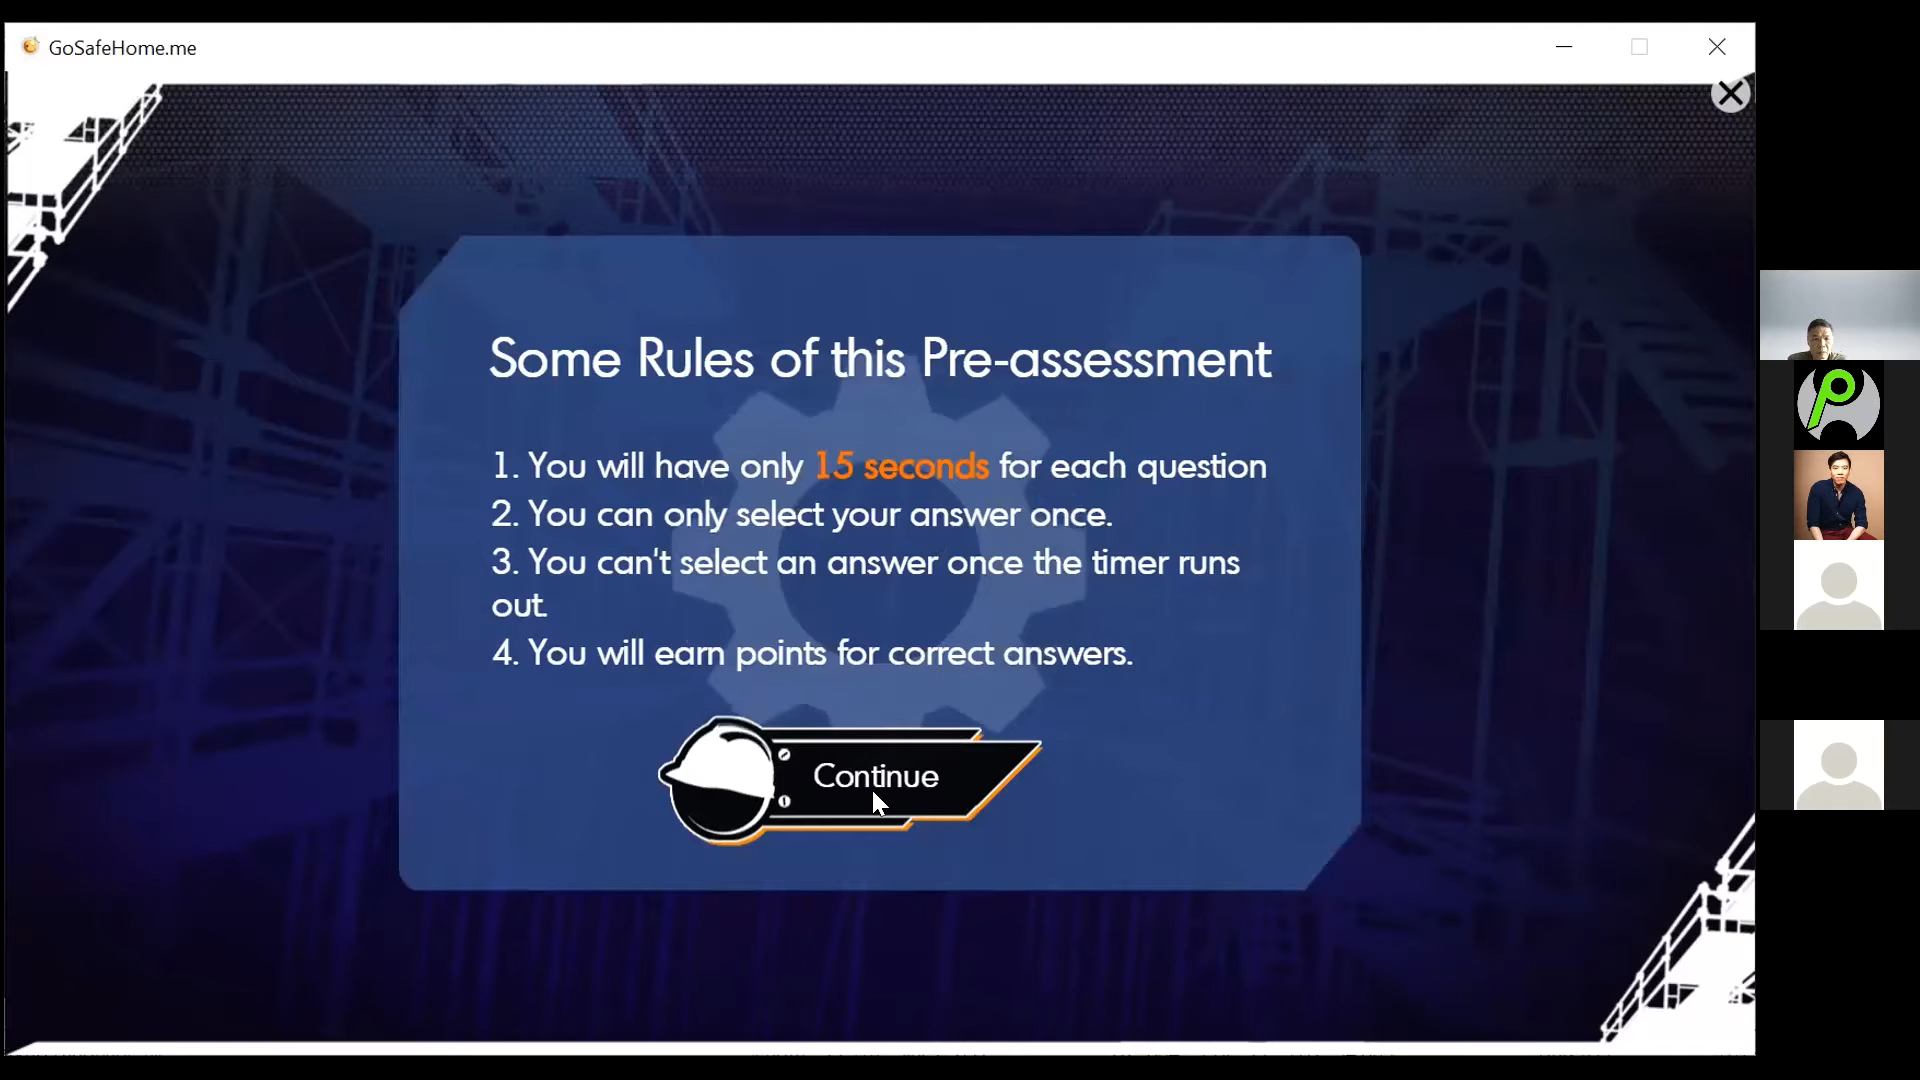 GoSafeHome.me
Some Rules of this Pre-assessment
1. You will have only 15 seconds for each question
2. You can only select your answer once.
3. You can't select an answer once the timer runs
out.
4. You will earn points for correct answers.
Continue